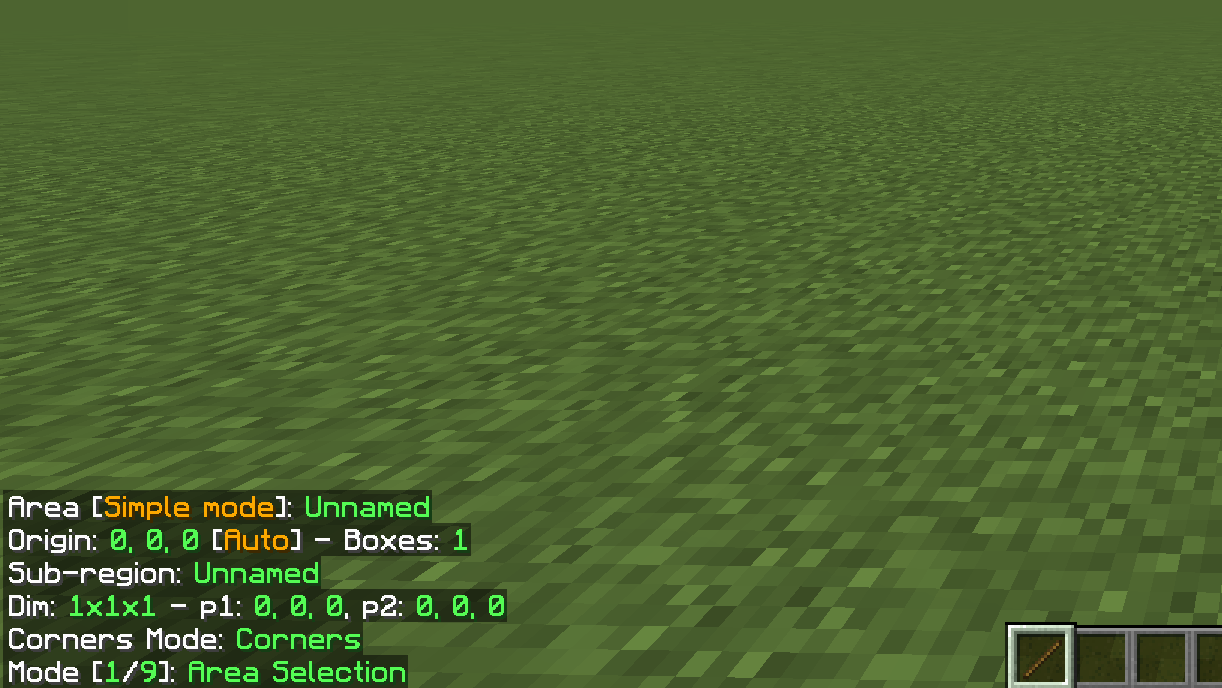 Area [Simple mode]: Unnamed
Origin: 0, 0, 0 [Auto] - Boxes: 1
Sub-region: Unnamed
Dim: 1x1x1 - p1: 0, 0, 0, p2: 0, 0, 0
Corners Mode: Corners
Mode [1/9]: Area Selection